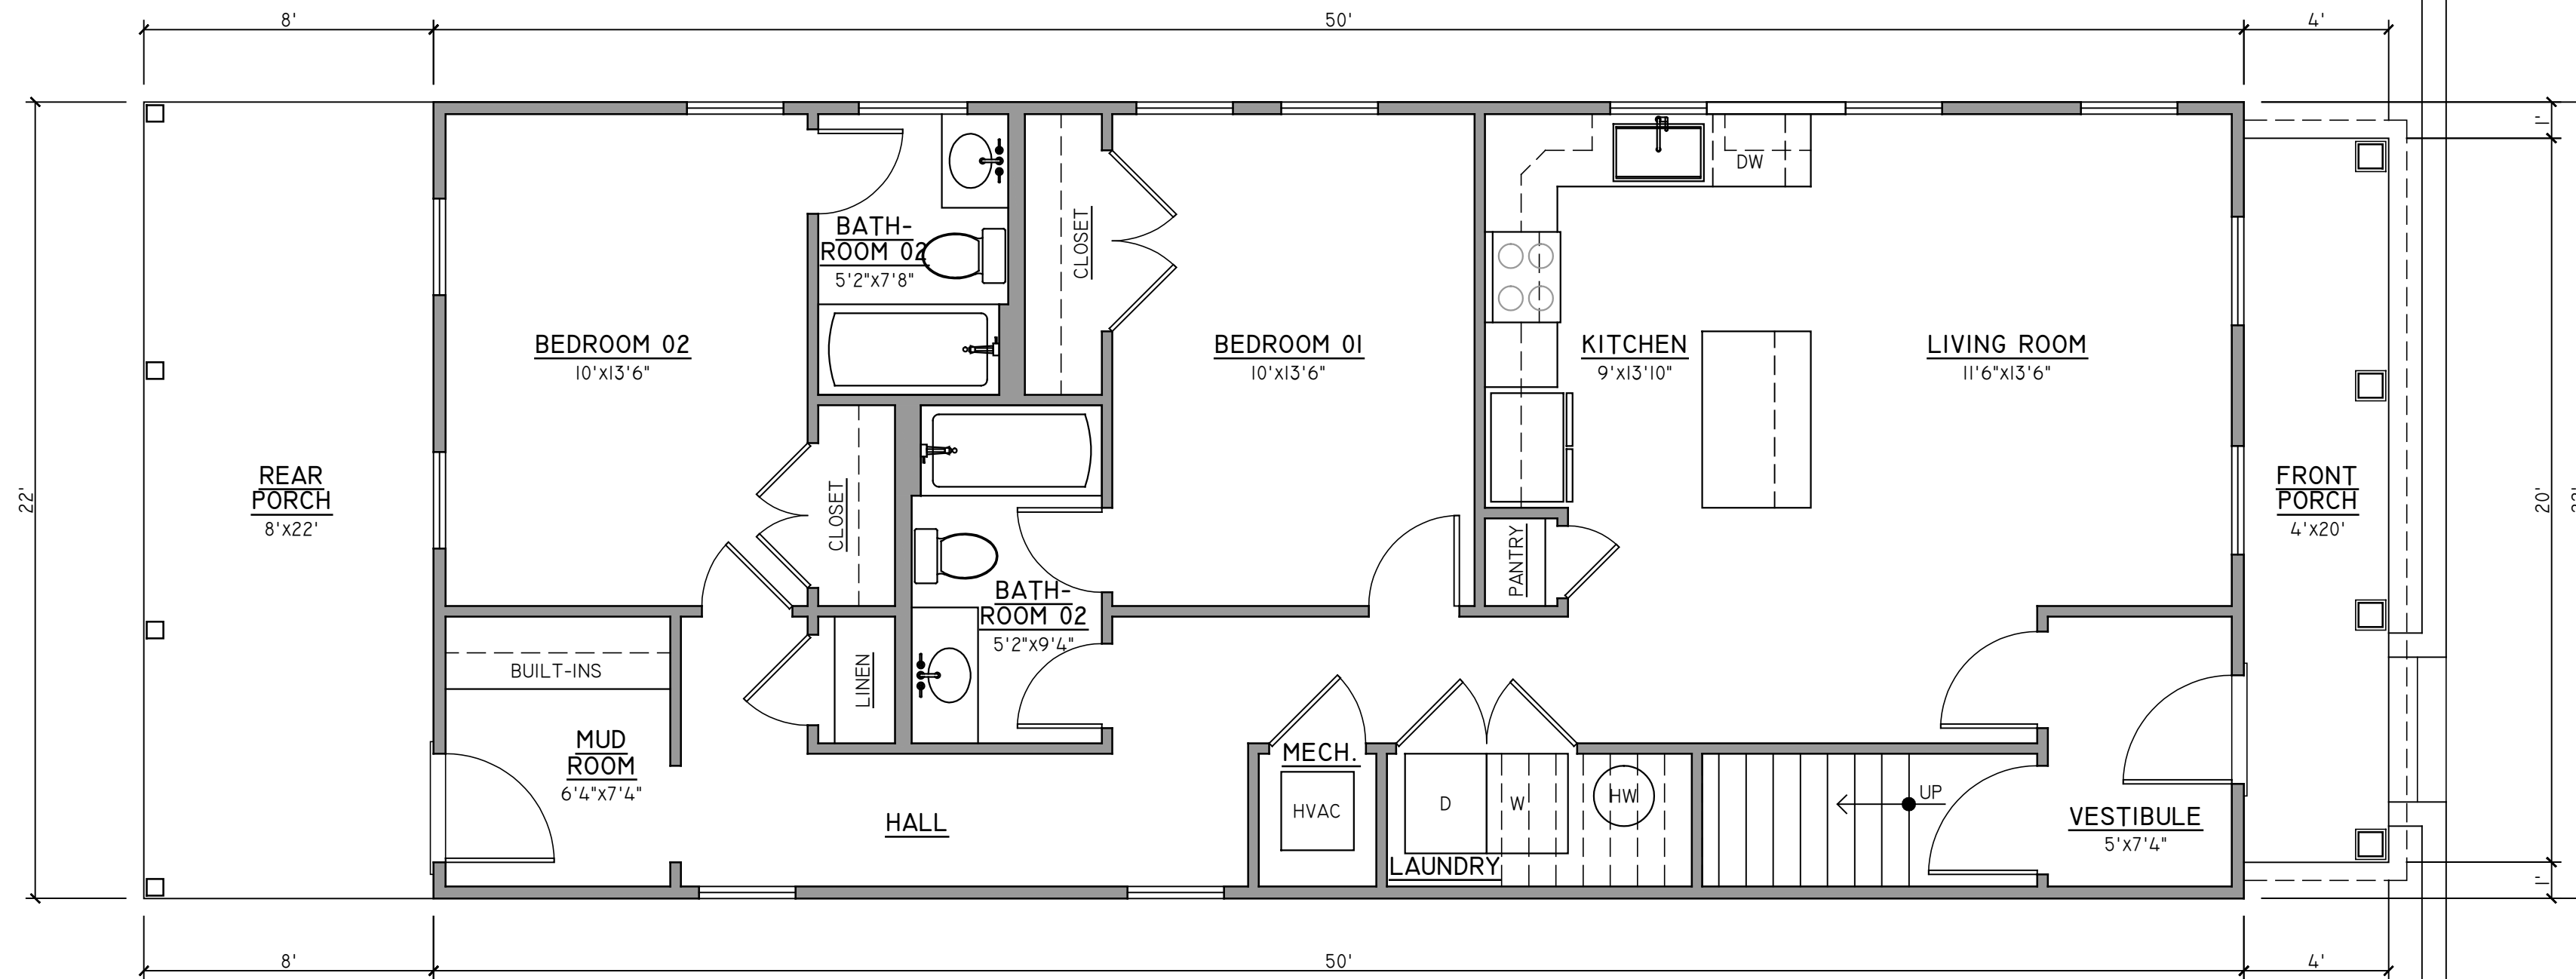 8'
50'
4'
1'
DW
CLOSET
BATH-
ROOM 02
5'2"x7'8"
BEDROOM 02
10'x13'6"
BEDROOM 01
10'x13'6"
KITCHEN
9'x13'10"
LIVING ROOM
11'6"x13'6"
REAR
PORCH
8'x22'
22'
CLOSET
PANTRY
FRONT
PORCH
4'x20'
20'
BATH-
ROOM 02
5'2"x9'4"
BUILT-INS
LINEN
MUD
ROOM
6'4"x7'4"
HALL
MECH.
HVAC
D
W
HW
LAUNDRY
UP
VESTIBULE
5'x7'4"
1'
8'
50'
4'